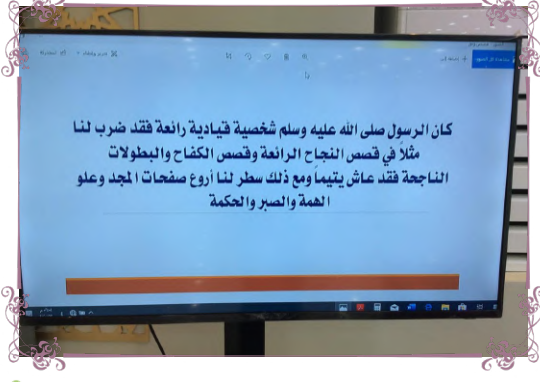 كان الرسول صلى الله عليه وسلم شخصية قيادية رائعة فقد ضرب لنا
مثلاً في قصص النجاح الرائعة وقصص الكفاح والبطولات
الناجحة فقد عاش يتيماً ومع ذلك سطر لنا أروع صفحات المجد وعلو
الهمة والصبر والحكمة